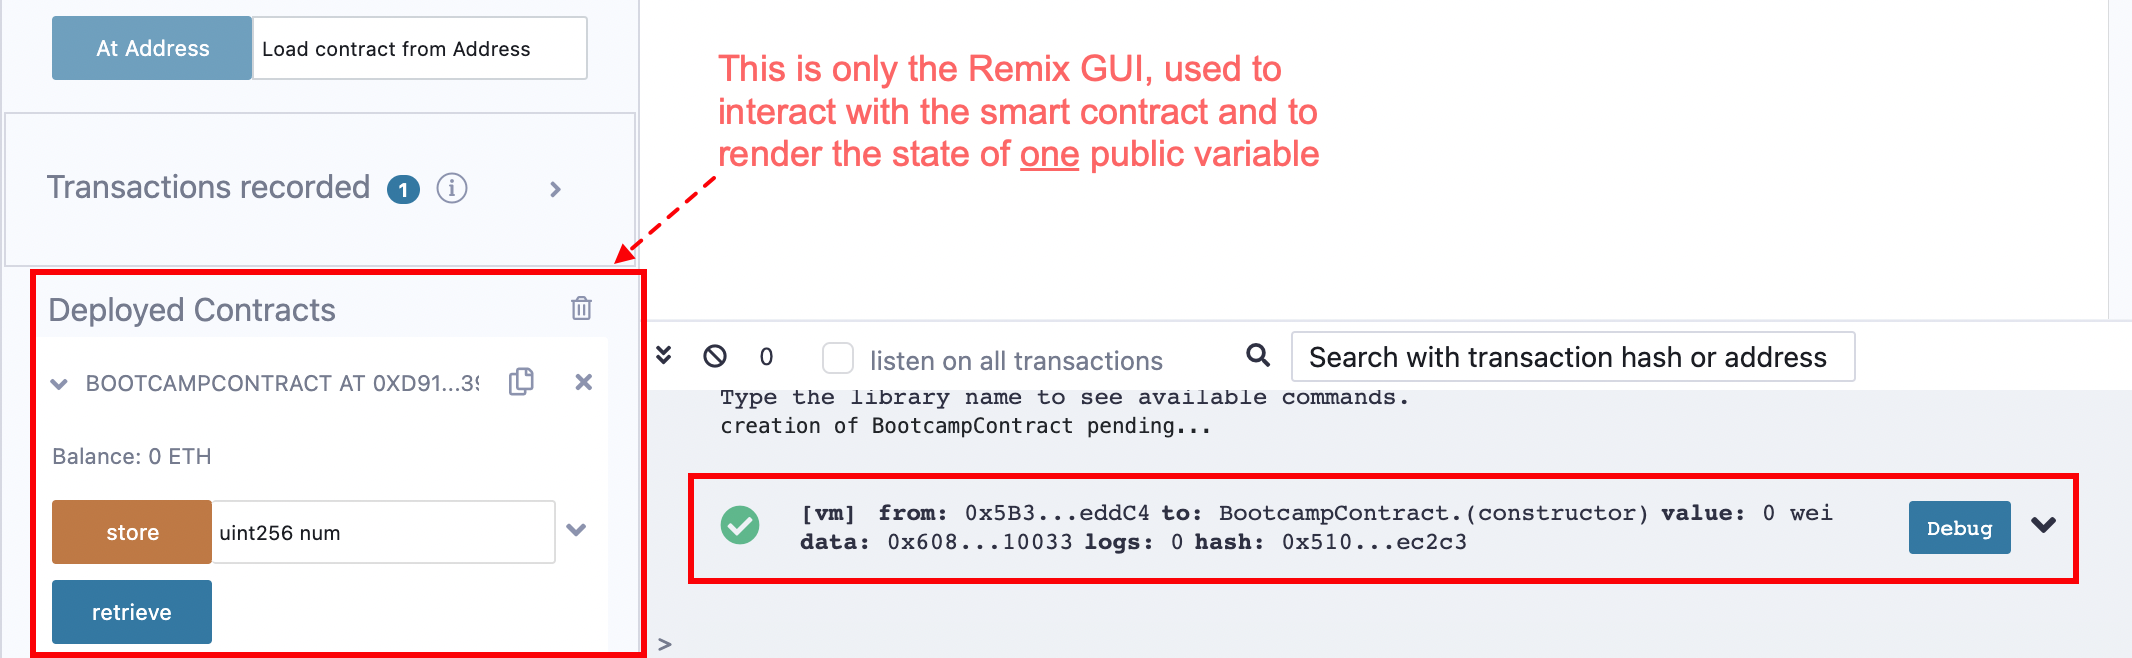 At Address
Load contract from Address
Transactions recorded 1 i
Deployed Contracts
BOOTCAMPCONTRACT AT 0XD91...39
Balance: 0 ETH
store
uint256 num
retrieve
This is only the Remix GUI, used to
interact with the smart contract and to
render the state of one public variable
0
listen on all transactions
Search with transaction hash or address
Type the library name to see available commands.
creation of BootcampContract pending...
[vm] from: 0x5B3...eddC4 to: BootcampContract.(constructor) value: 0 wei
data: 0x608...10033 logs: 0 hash: 0x510...ec2c3
Debug
>